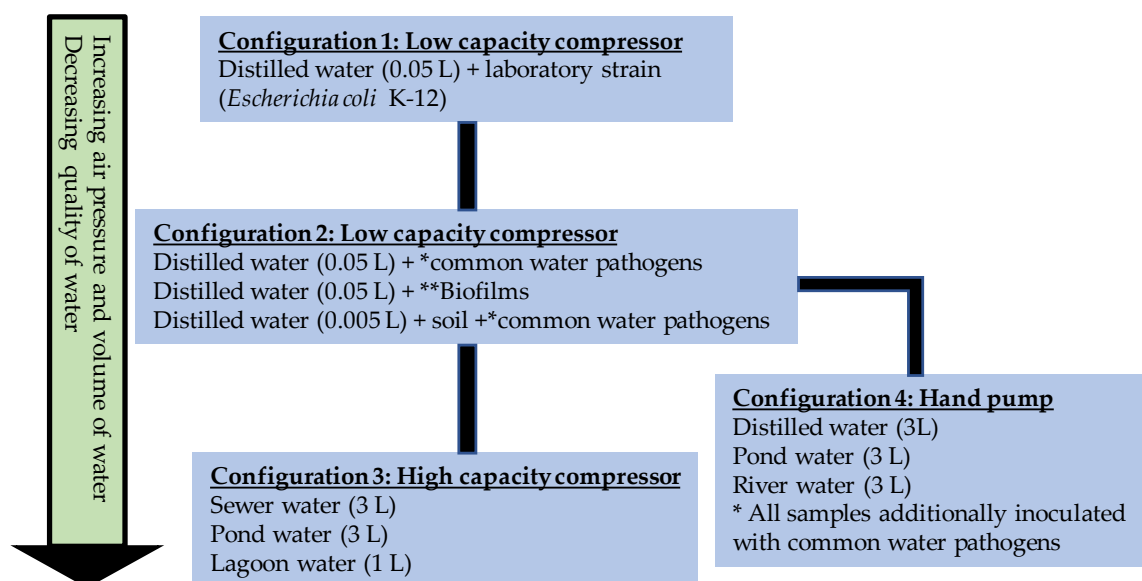 Increasing air pressure and volume of water
Decreasing quality of water
Configuration 1: Low capacity compressor
Distilled water (0.05 L) + laboratory strain
(Escherichia coli K-12)
Configuration 2: Low capacity compressor
Distilled water (0.05 L) + *common water pathogens
Distilled water (0.05 L) + **Biofilms
Distilled water (0.005 L) + soil +*common water pathogens
Configuration 3: High capacity compressor
Sewer water (3 L)
Pond water (3 L)
Lagoon water (1 L)
Configuration 4: Hand pump
Distilled water (3L)
Pond water (3 L)
River water (3 L)
* All samples additionally inoculated
with common water pathogens